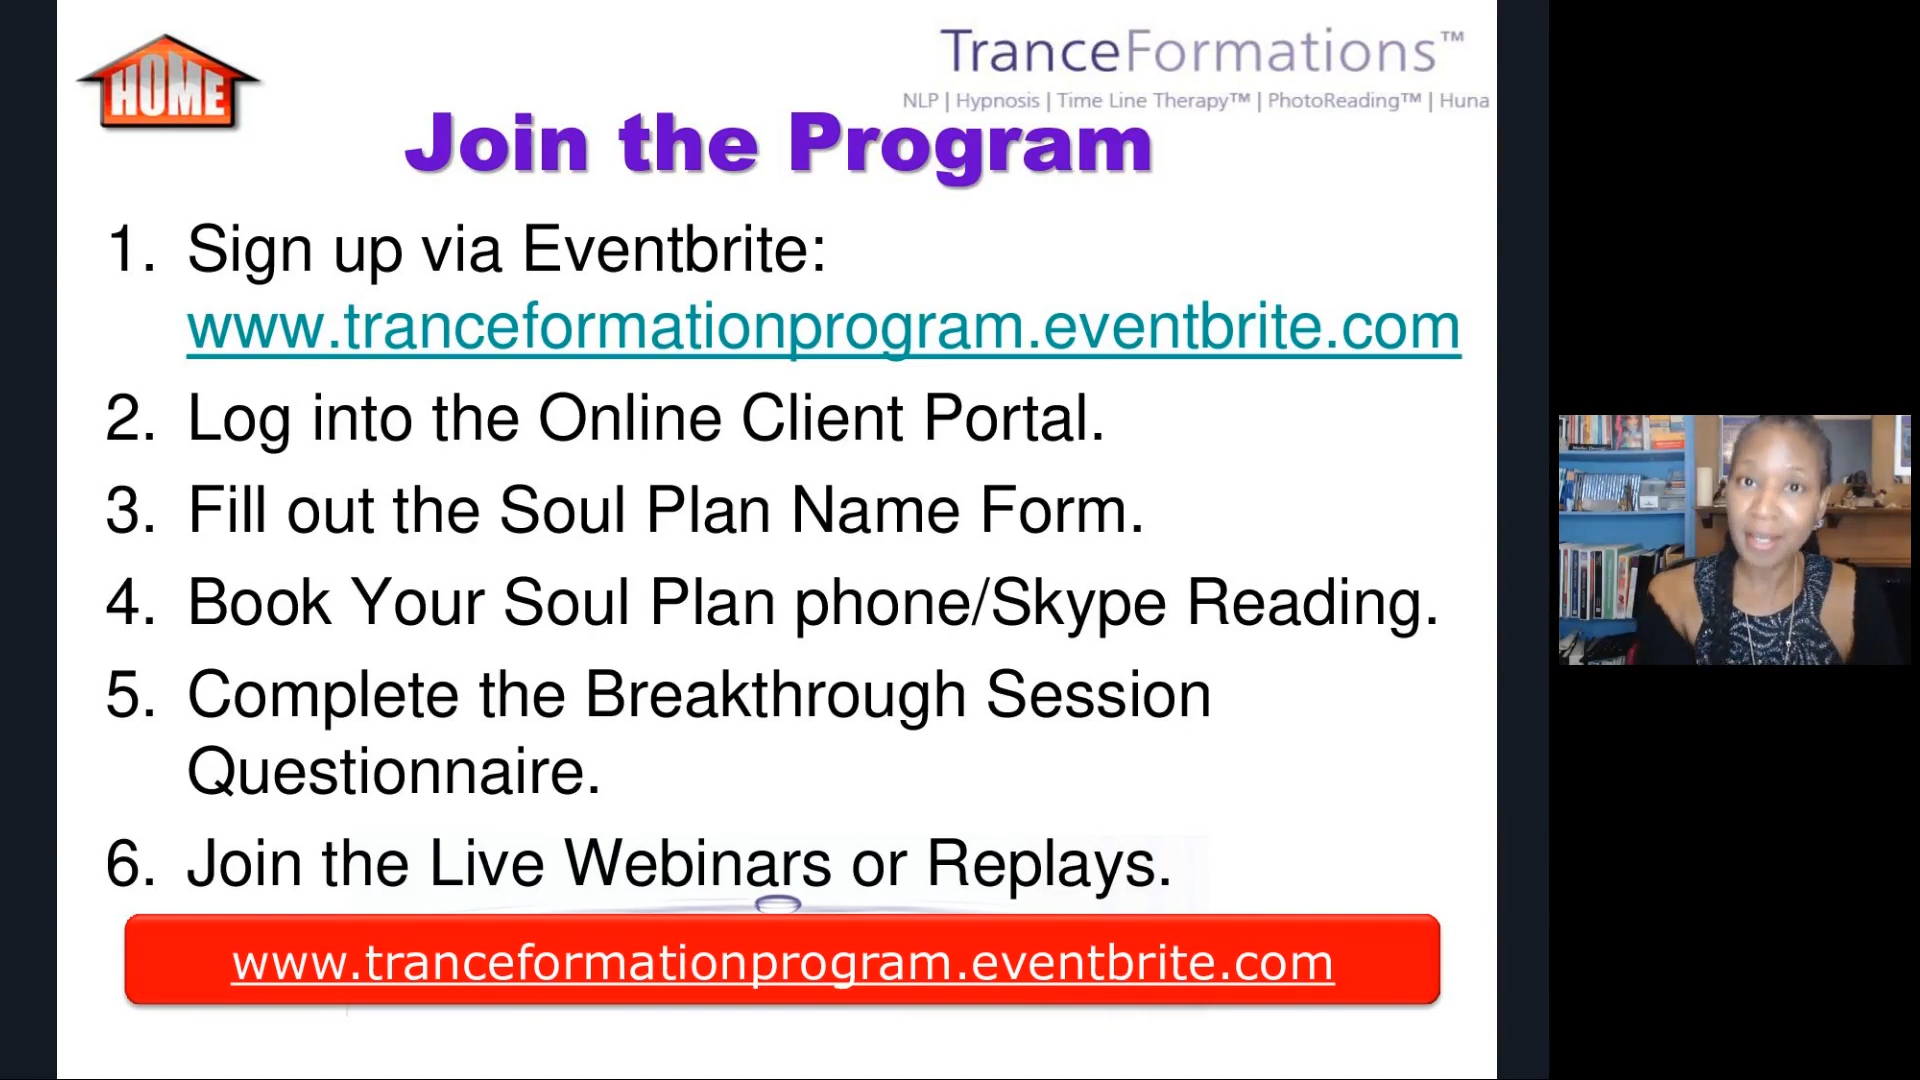 HOME
TranceFormations™
NLP | Hypnosis | Time Line Therapy™ | PhotoReading™ | Huna
Join the Program
1. Sign up via Eventbrite:
www.tranceformationprogram.eventbrite.com
2. Log into the Online Client Portal.
3. Fill out the Soul Plan Name Form.
4. Book Your Soul Plan phone/Skype Reading.
5. Complete the Breakthrough Session
Questionnaire.
6. Join the Live Webinars or Replays.
www.tranceformationprogram.eventbrite.com